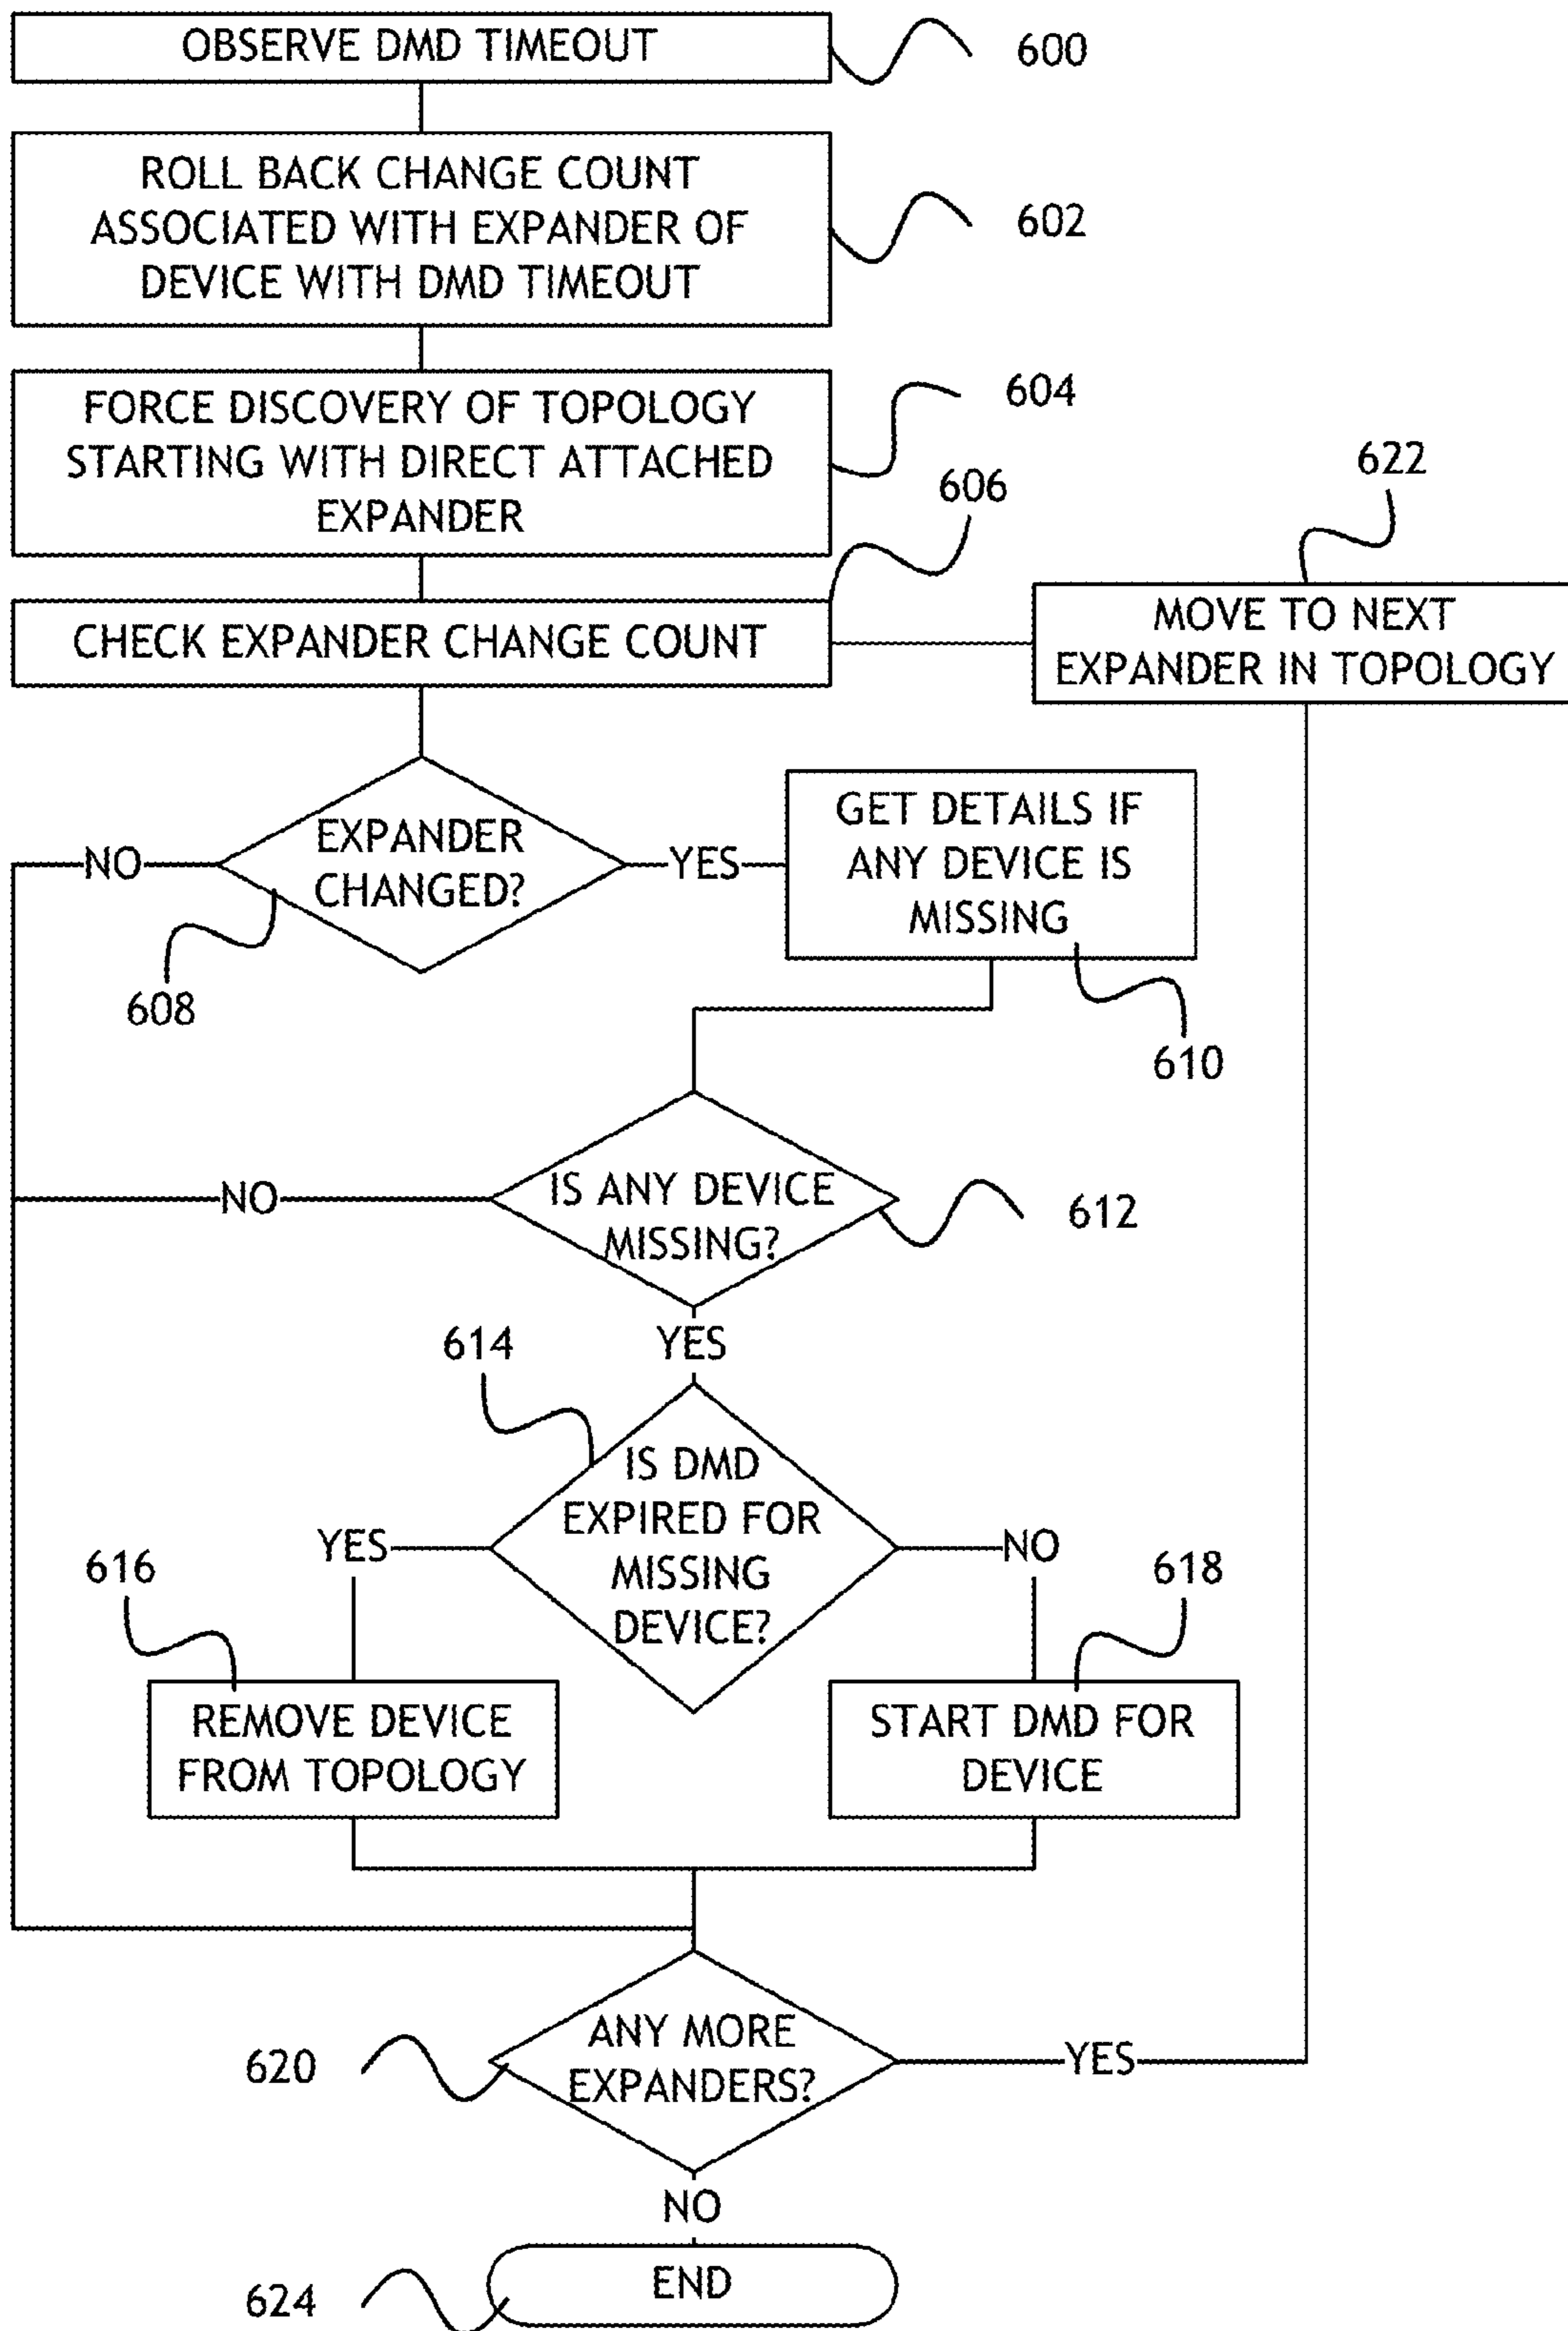 OBSERVE DMD TIMEOUT
600
ROLL BACK CHANGE COUNT
ASSOCIATED WITH EXPANDER OF
DEVICE WITH DMD TIMEOUT
602
FORCE DISCOVERY OF TOPOLOGY
STARTING WITH DIRECT ATTACHED
EXPANDER
604
606
622
CHECK EXPANDER CHANGE COUNT
MOVE TO NEXT
EXPANDER IN TOPOLOGY
NO
EXPANDER
CHANGED?
YES
608
GET DETAILS IF
ANY DEVICE IS
MISSING
610
NO
IS ANY DEVICE
MISSING?
612
YES
614
IS DMD
EXPIRED FOR
MISSING
DEVICE?
YES
NO
616
618
REMOVE DEVICE
FROM TOPOLOGY
START DMD FOR
DEVICE
ANY MORE
EXPANDERS?
620
YES
NO
END
624